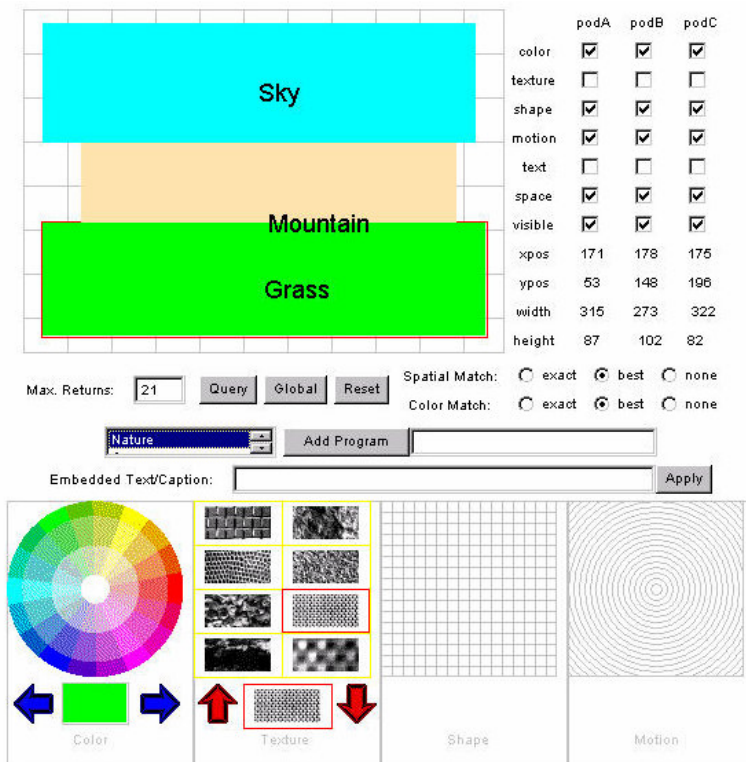 Sky
Mountain
Grass
podA podB podC
color
texture
shape
motion
text
space
visible
xpos 171 178 175
ypos 53 148 196
width 315 273 322
height 87 102 82
Max. Returns: 21 Query Global Reset
Spatial Match: exact best none
Color Match: exact best none
Nature Add Program
Embedded Text/Caption: Apply
Color Texture Shape Motion